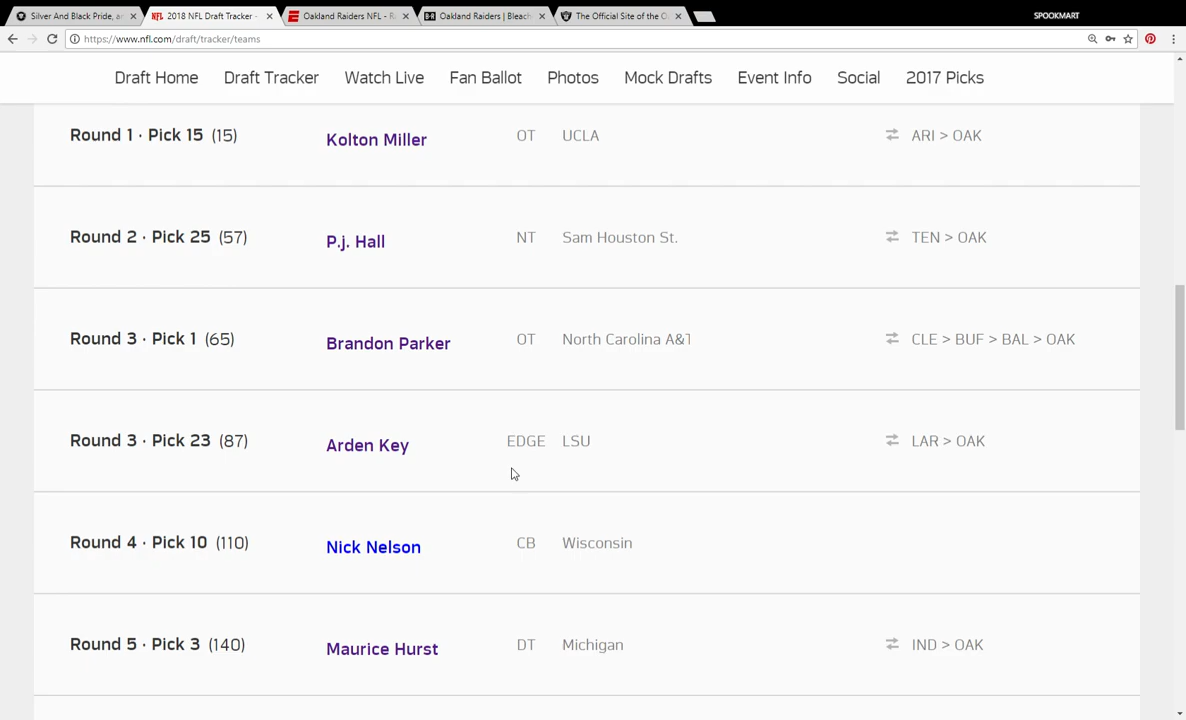 Silver And Black Pride, a
2018 NFL Draft Tracker -
Oakland Raiders NFL - R
Oakland Raiders | Bleach
The Official Site of the O
SPOOKMART
https://www.nfl.com/draft/tracker/teams
Draft Home Draft Tracker Watch Live Fan Ballot Photos Mock Drafts Event Info Social 2017 Picks
Round 1 · Pick 15 (15) Kolton Miller OT UCLA ARI > OAK
Round 2 · Pick 25 (57) P.j. Hall NT Sam Houston St. TEN > OAK
Round 3 · Pick 1 (65) Brandon Parker OT North Carolina A&T CLE > BUF > BAL > OAK
Round 3 · Pick 23 (87) Arden Key EDGE LSU LAR > OAK
Round 4 · Pick 10 (110) Nick Nelson CB Wisconsin
Round 5 · Pick 3 (140) Maurice Hurst DT Michigan IND > OAK